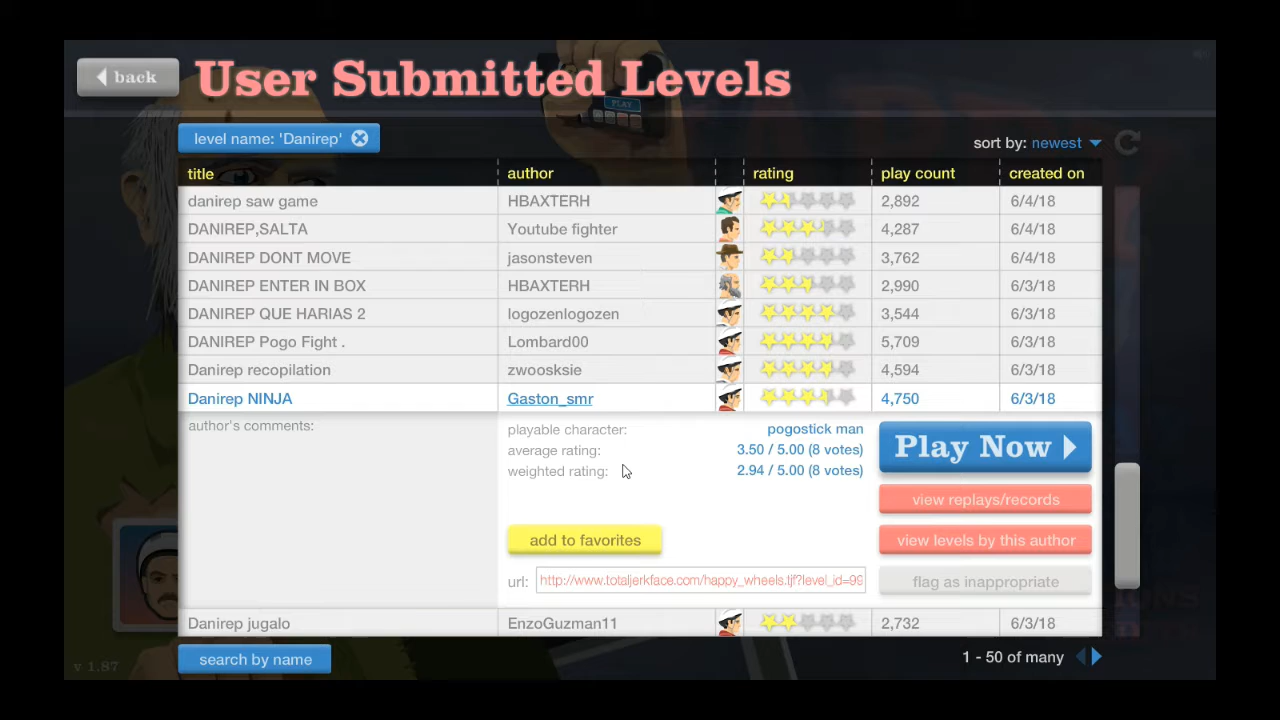 back
User Submitted Levels
PLAY
level name: 'Danirep'
sort by: newest
title author rating play count created on
danirep saw game HBAXTERH 2,892 6/4/18
DANIREP,SALTA Youtube fighter 4,287 6/4/18
DANIREP DONT MOVE jasonsteven 3,762 6/4/18
DANIREP ENTER IN BOX HBAXTERH 2,990 6/3/18
DANIREP QUE HARIAS 2 logozenlogozen 3,544 6/3/18
DANIREP Pogo Fight . Lombard00 5,709 6/3/18
Danirep recopilation zwoosksie 4,594 6/3/18
Danirep NINJA Gaston_smr 4,750 6/3/18
author's comments:
playable character: pogostick man
average rating: 3.50 / 5.00 (8 votes)
weighted rating: 2.94 / 5.00 (8 votes)
Play Now
view replays/records
add to favorites
view levels by this author
url: http://www.totaljerkface.com/happy_wheels.tjf?level_id=99
flag as inappropriate
Danirep jugalo EnzoGuzman11 2,732 6/3/18
search by name
1 - 50 of many
v 1.87